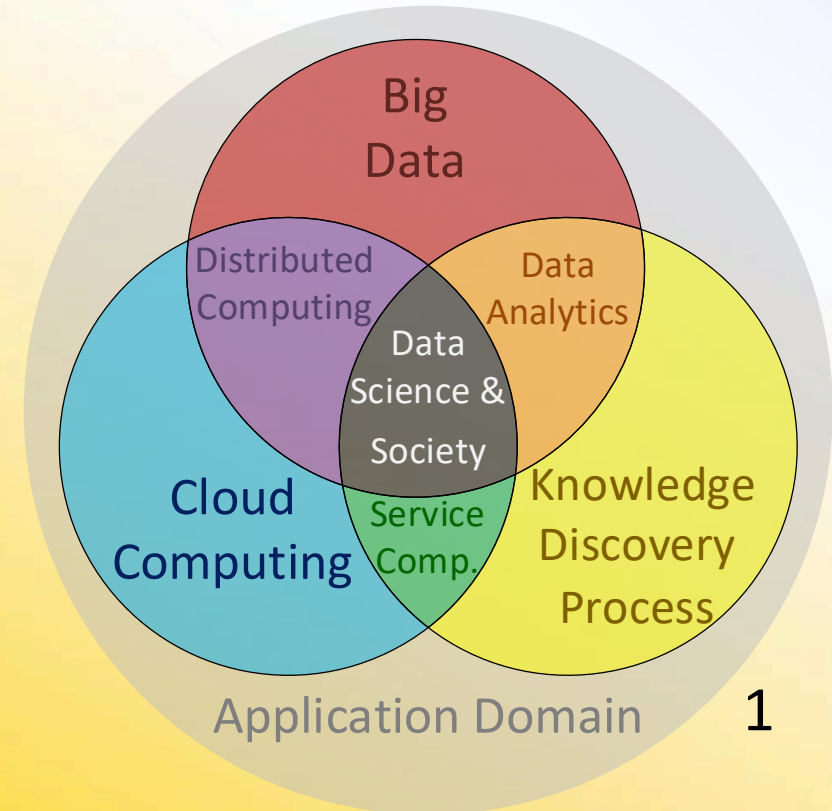 Big
Data
Distributed
Computing
Data
Analytics
Data
Science &
Society
Cloud
Computing
Service
Comp.
Knowledge
Discovery
Process
Application Domain
1